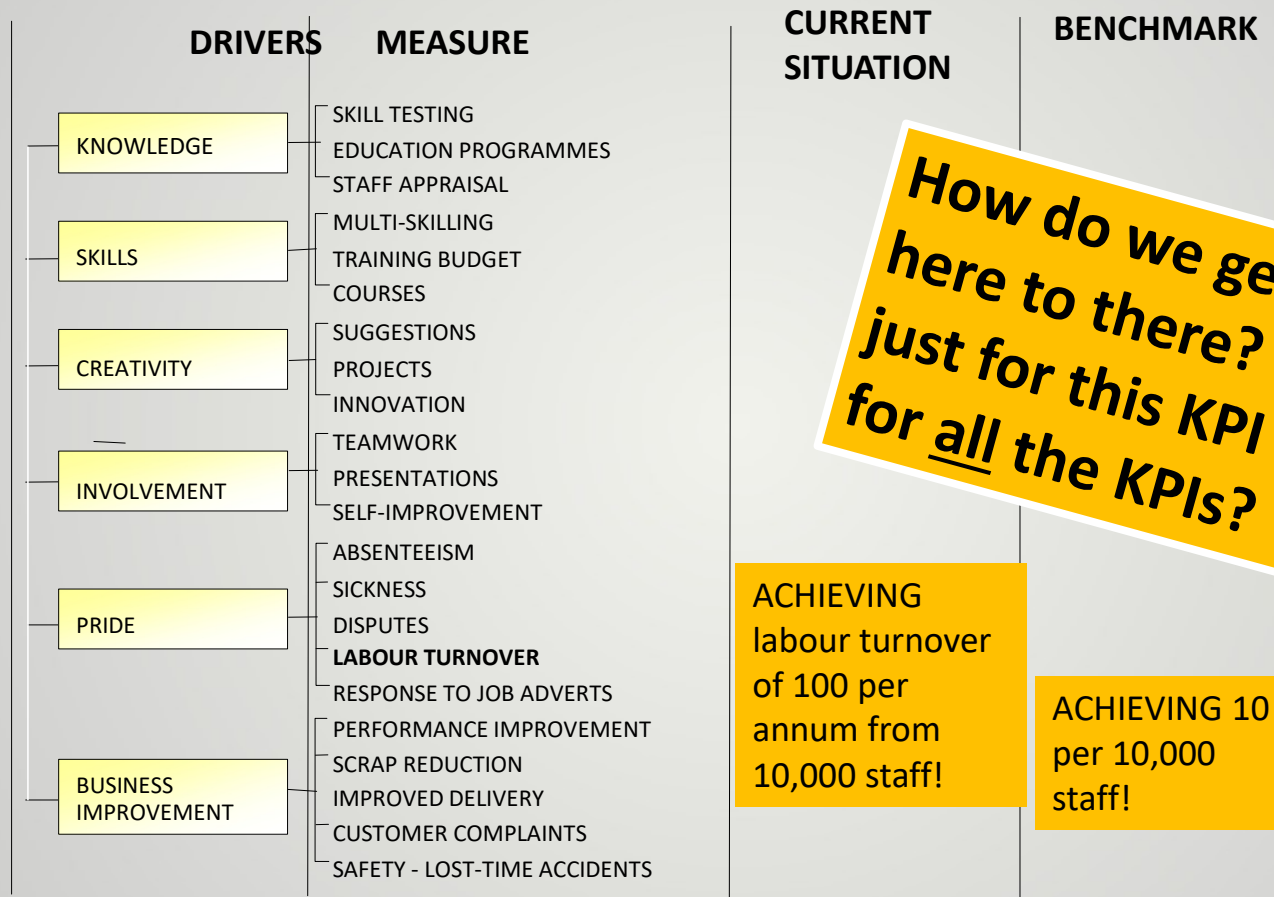 DRIVERS
MEASURE
CURRENT
SITUATION
BENCHMARK
KNOWLEDGE
SKILL TESTING
EDUCATION PROGRAMMES
STAFF APPRAISAL
SKILLS
MULTI-SKILLING
TRAINING BUDGET
COURSES
CREATIVITY
SUGGESTIONS
PROJECTS
INNOVATION
INVOLVEMENT
TEAMWORK
PRESENTATIONS
SELF-IMPROVEMENT
PRIDE
ABSENTEEISM
SICKNESS
DISPUTES
LABOUR TURNOVER
RESPONSE TO JOB ADVERTS
BUSINESS
IMPROVEMENT
PERFORMANCE IMPROVEMENT
SCRAP REDUCTION
IMPROVED DELIVERY
CUSTOMER COMPLAINTS
SAFETY - LOST-TIME ACCIDENTS
How do we
here to there?
just for this KPI
for all the KPIs?
ACHIEVING
labour turnover
of 100 per
annum from
10,000 staff!
ACHIEVING 10
per 10,000
staff!